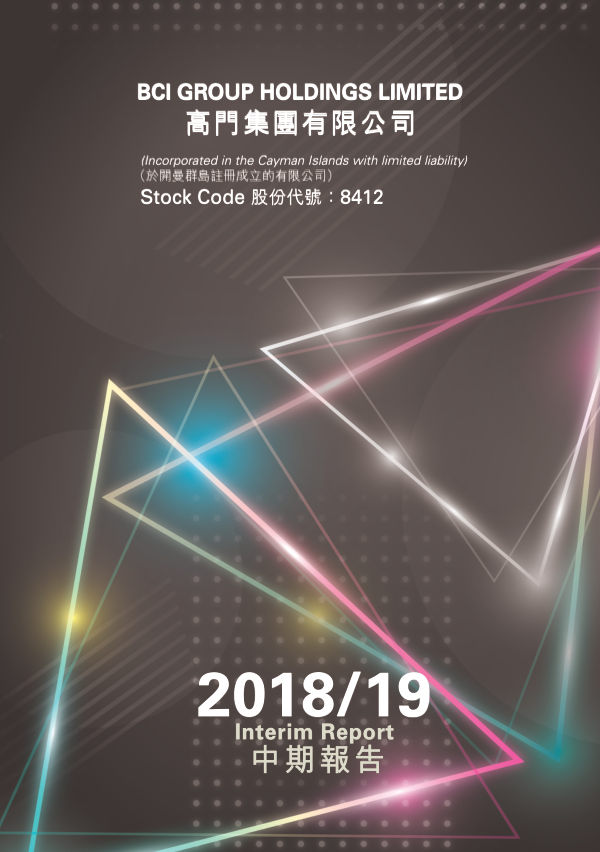 BCI GROUP HOLDINGS LIMITED
高門集團有限公司
(Incorporated in the Cayman Islands with limited liability)
（於開曼群島註冊成立的有限公司）
Stock Code 股份代號：8412
2018/19
Interim Report
中期報告